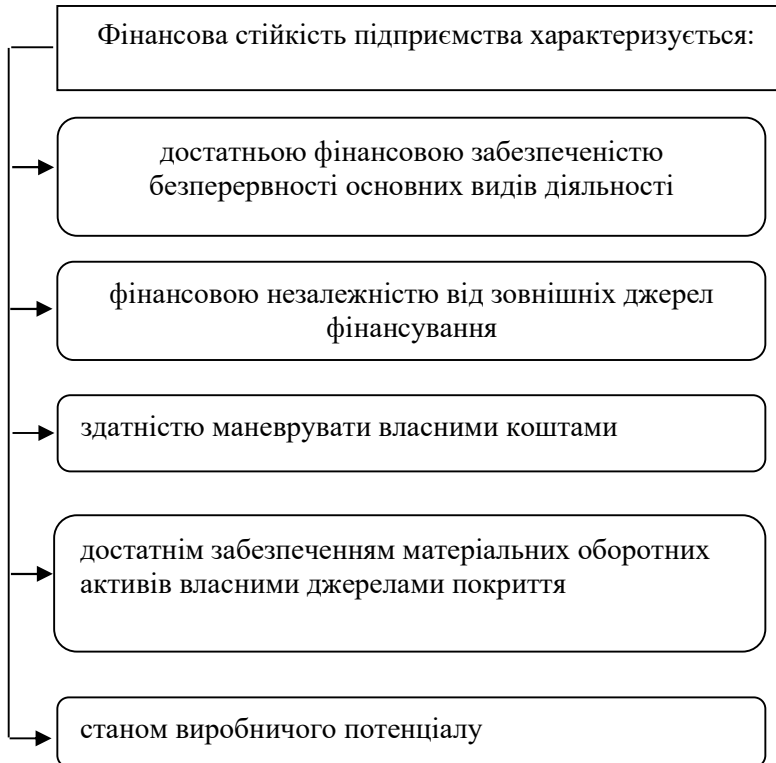 Фінансова стійкість підприємства характеризується:
достатньою фінансовою забезпеченістю
безперервності основних видів діяльності
фінансовою незалежністю від зовнішніх джерел
фінансування
здатністю маневрувати власними коштами
достатнім забезпеченням матеріальних оборотних
активів власними джерелами покриття
станом виробничого потенціалу